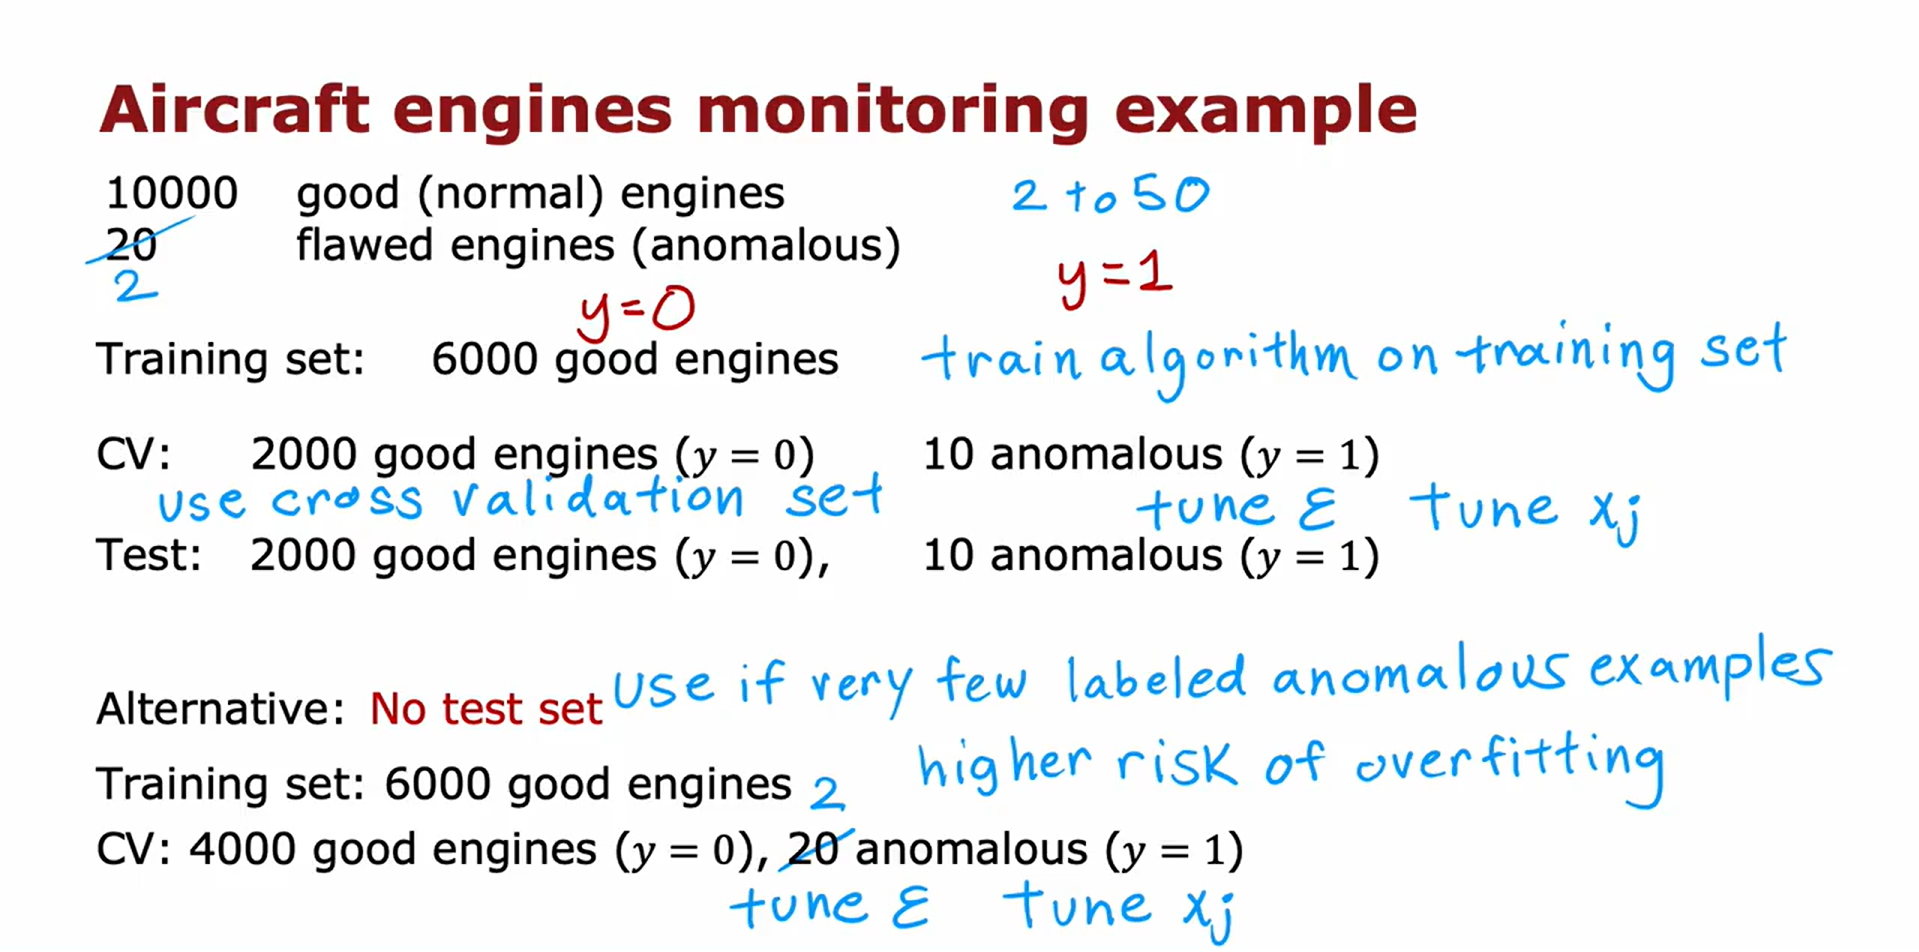 Aircraft engines monitoring example
10000 good (normal) engines 2 to 50
20 flawed engines (anomalous)
2 y=1
y=0
Training set: 6000 good engines train algorithm on training set
CV: 2000 good engines (y = 0) 10 anomalous (y = 1)
use cross validation set tune ε tune xj
Test: 2000 good engines (y = 0), 10 anomalous (y = 1)
Alternative: No test set use if very few labeled anomalous examples
Training set: 6000 good engines 2 higher risk of overfitting
CV: 4000 good engines (y = 0), 20 anomalous (y = 1)
tune ε tune xj